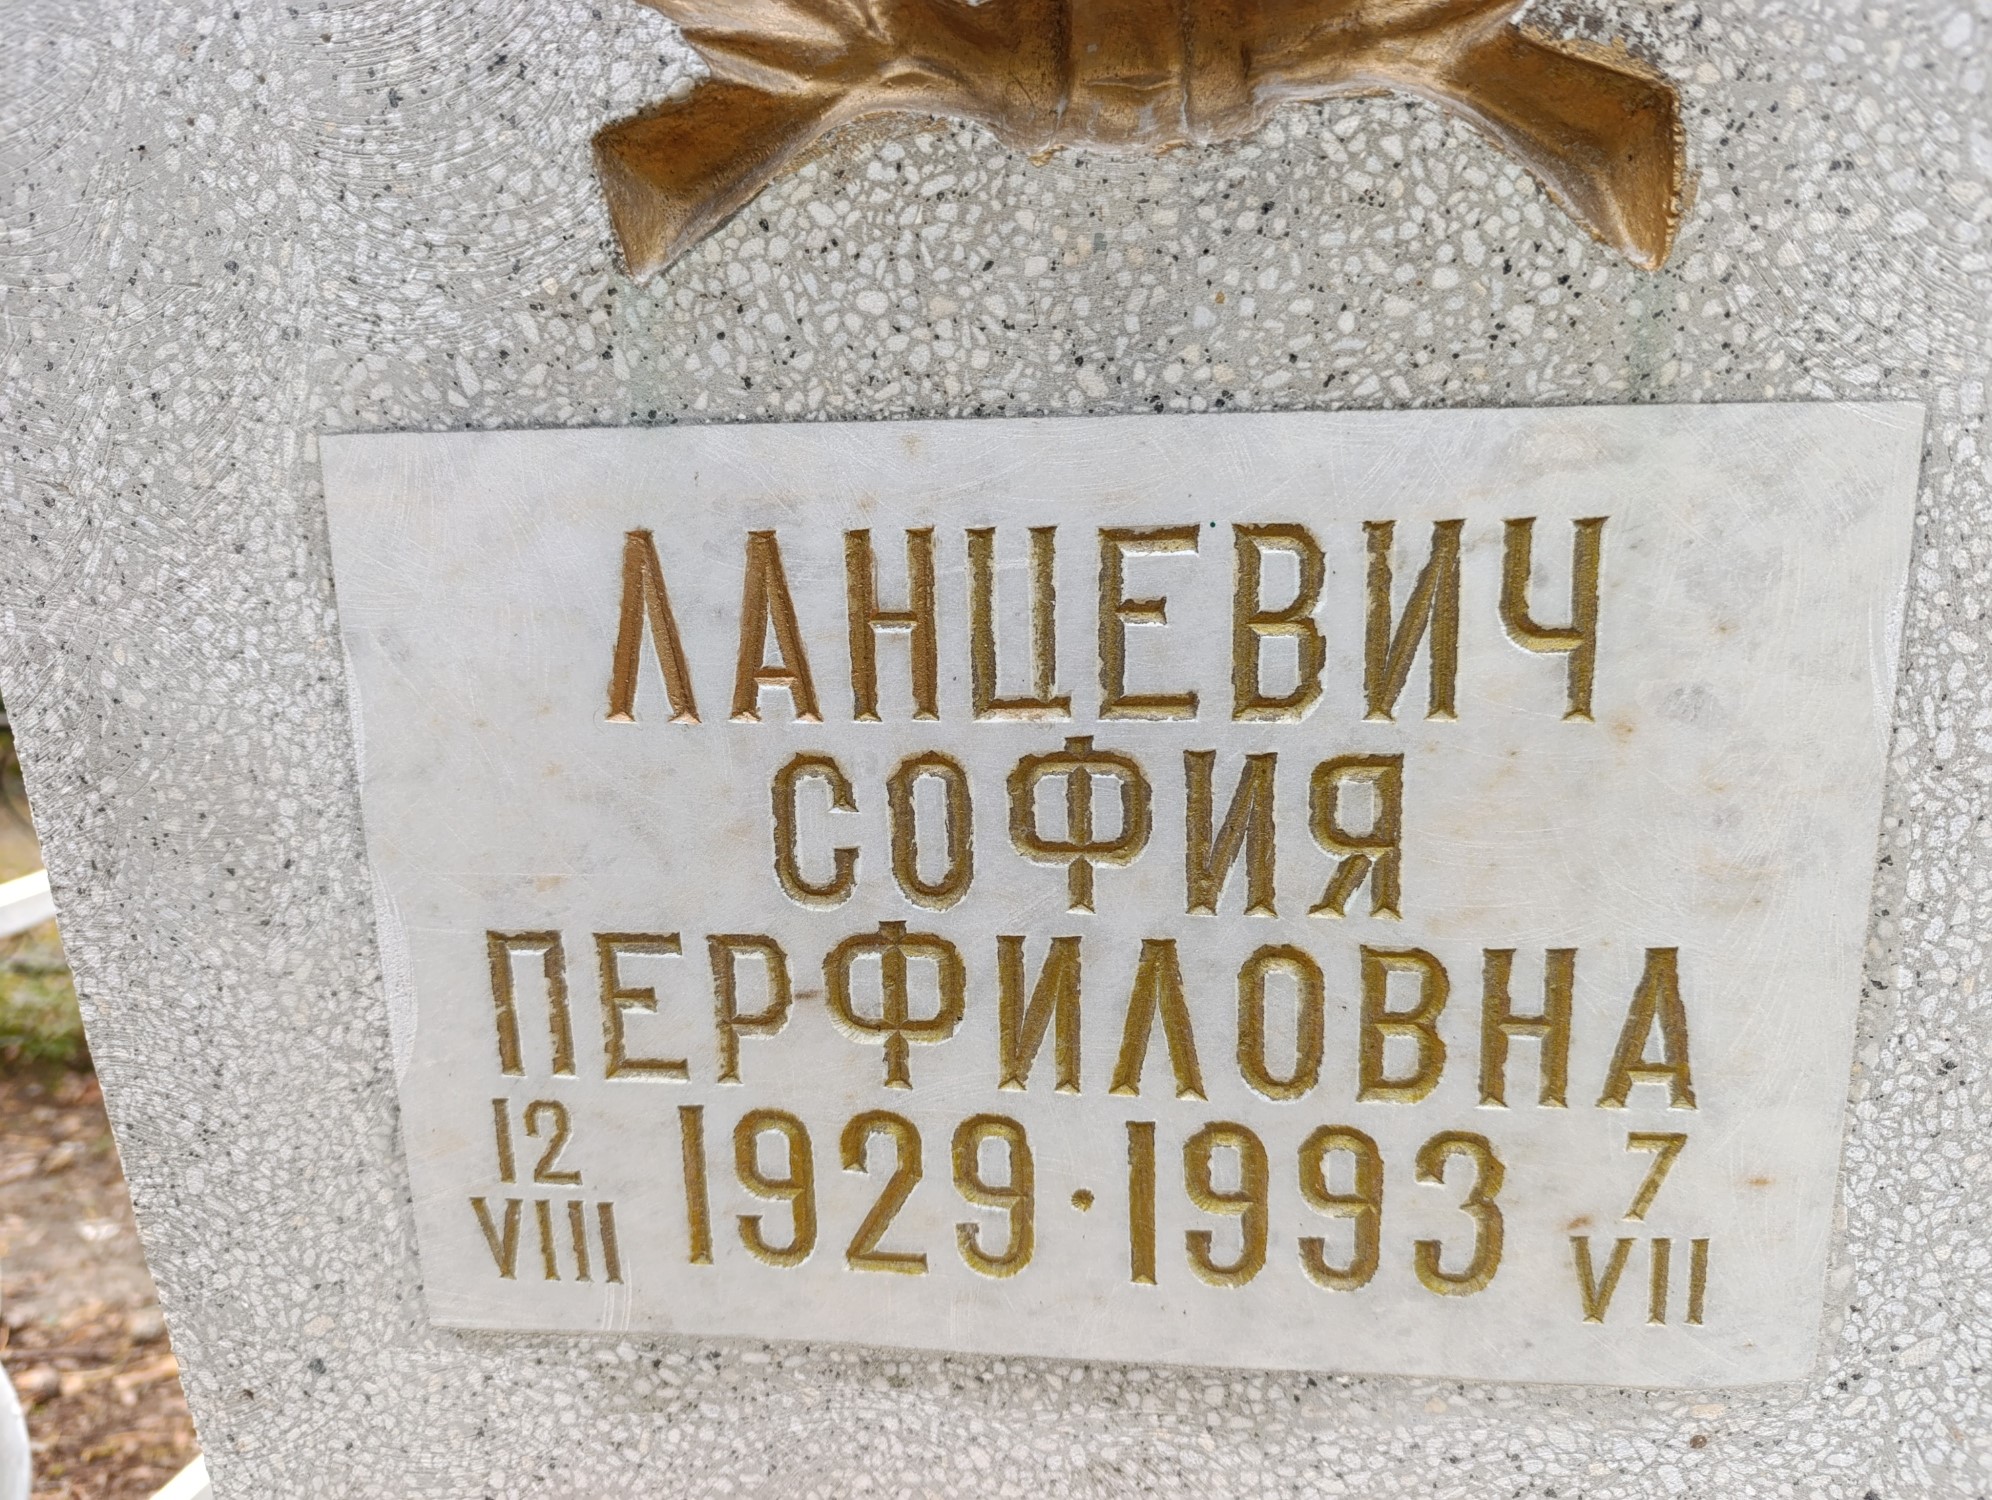 ЛАНЦЕВИЧ
СОФИЯ
ПЕРФИЛОВНА
12 VIII 1929 · 1993 7 VII